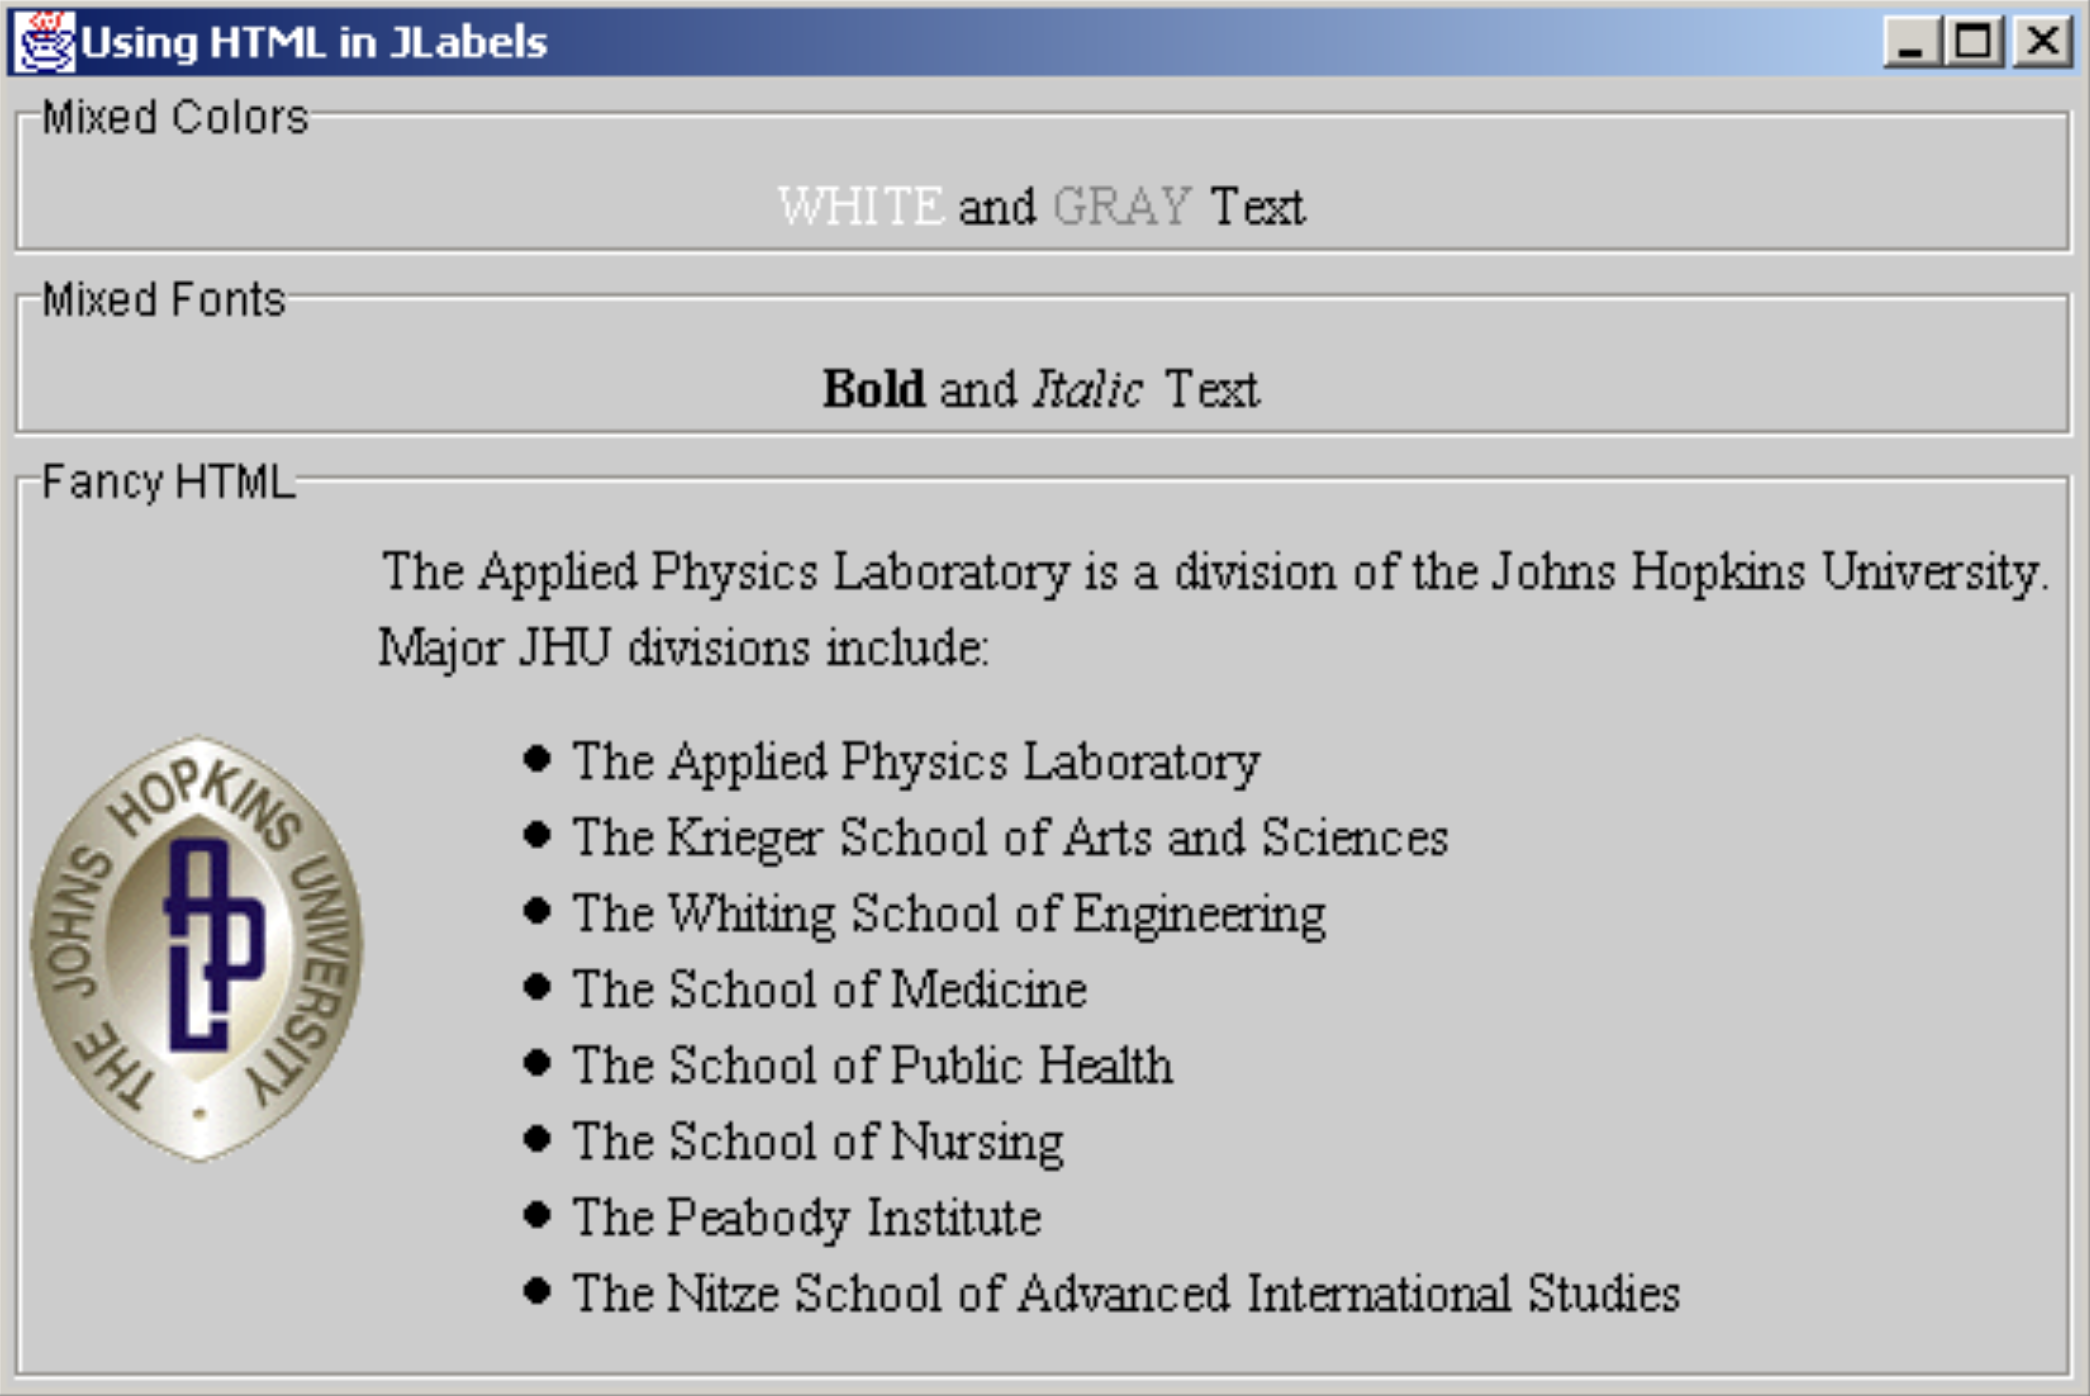 Using HTML in JLabels
Mixed Colors
WHITE and GRAY Text
Mixed Fonts
Bold and Italic Text
Fancy HTML
The Applied Physics Laboratory is a division of the Johns Hopkins University.
Major JHU divisions include:
● The Applied Physics Laboratory
● The Krieger School of Arts and Sciences
● The Whiting School of Engineering
● The School of Medicine
● The School of Public Health
● The School of Nursing
● The Peabody Institute
● The Nitze School of Advanced International Studies
THE JOHNS HOPKINS UNIVERSITY
APL